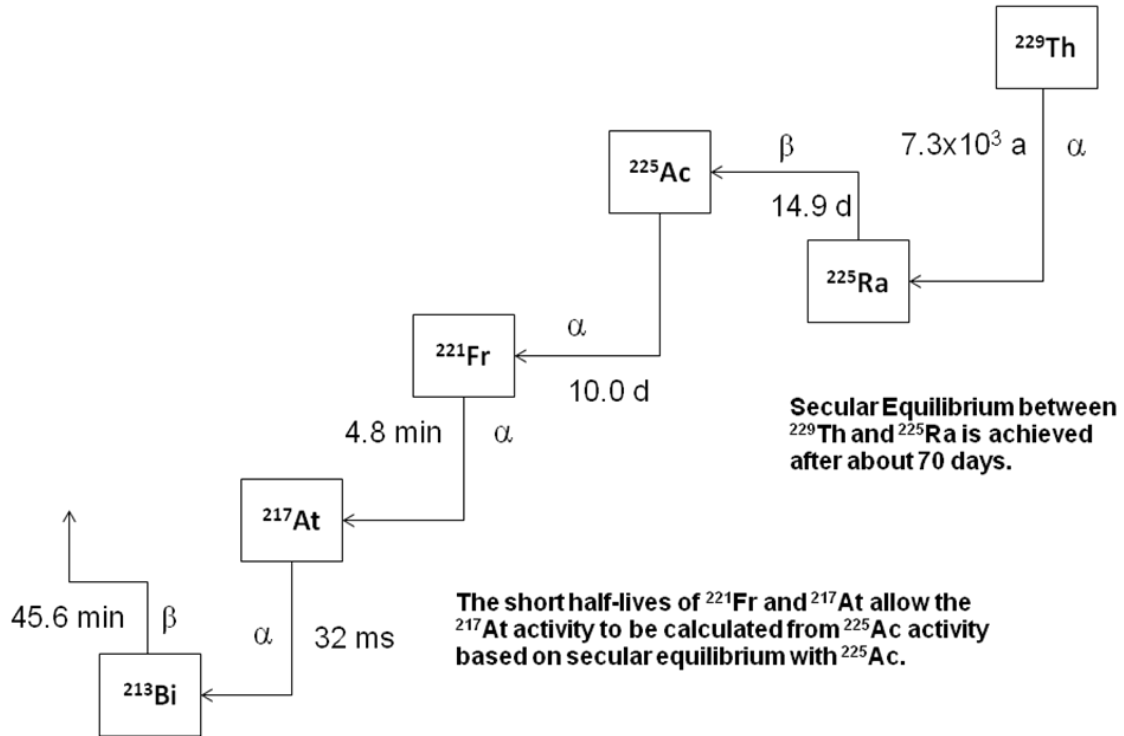 ²²⁹Th
7.3x10³ a
α
²²⁵Ac
β
14.9 d
²²⁵Ra
²²¹Fr
α
10.0 d
4.8 min
α
Secular Equilibrium between
²²⁹Th and ²²⁵Ra is achieved
after about 70 days.
²¹⁷At
45.6 min
β
α
32 ms
²¹³Bi
The short half-lives of ²²¹Fr and ²¹⁷At allow the
²¹⁷At activity to be calculated from ²²⁵Ac activity
based on secular equilibrium with ²²⁵Ac.